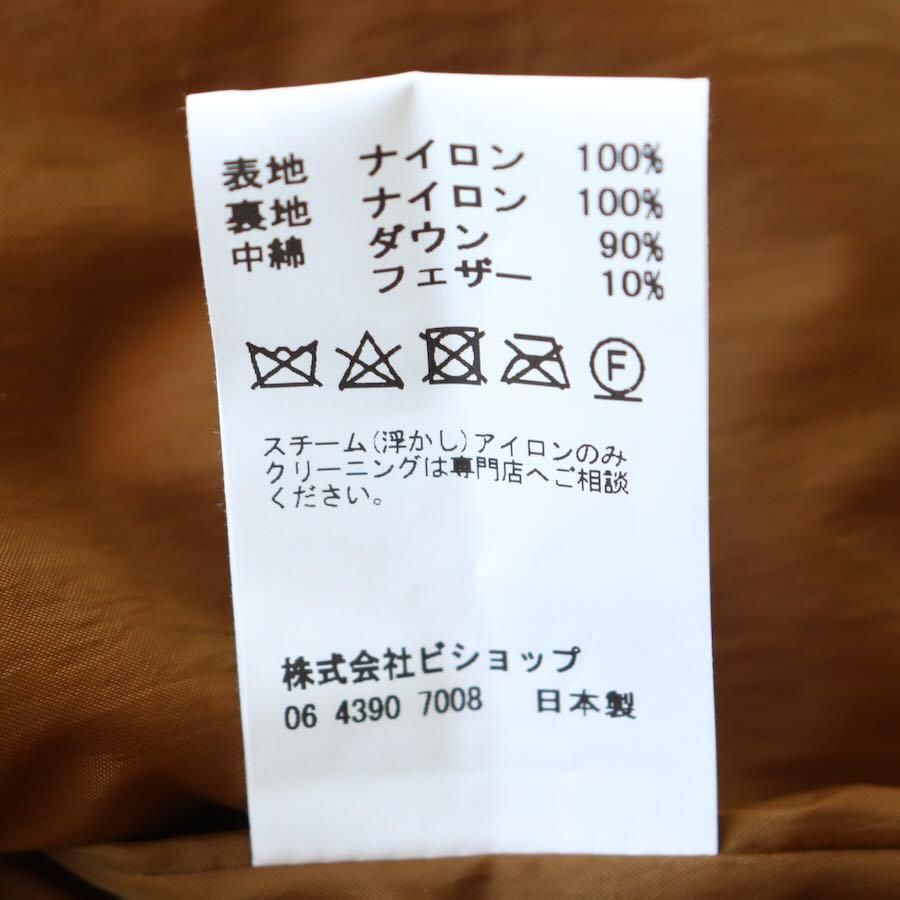 表地 ナイロン 100%
裏地 ナイロン 100%
中綿 ダウン 90%
フェザー 10%
F
スチーム(浮かし)アイロンのみ
クリーニングは専門店へご相談
ください。
株式会社ビショップ
06 4390 7008 日本製